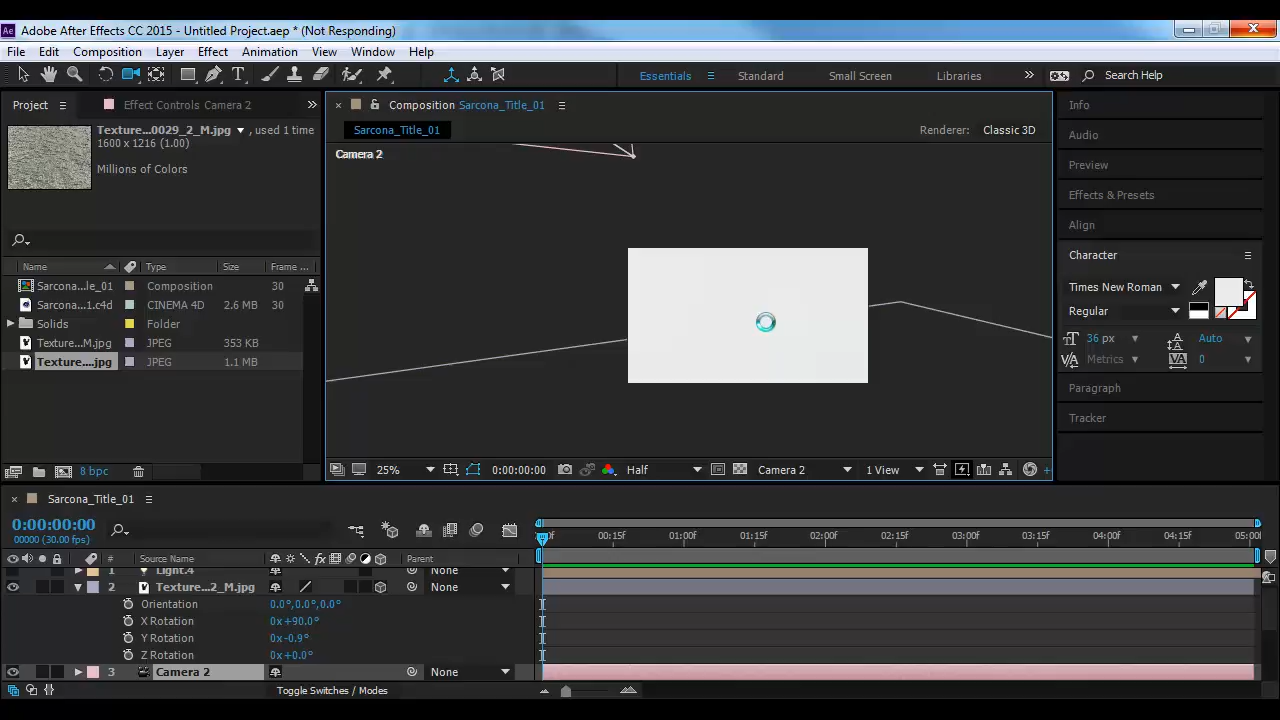 Adobe After Effects CC 2015 - Untitled Project.aep * (Not Responding)
File Edit Composition Layer Effect Animation View Window Help
Essentials Standard Small Screen Libraries Search Help
Project Effect Controls Camera 2
Composition Sarcona_Title_01
Texture...0029_2_M.jpg , used 1 time
1600 x 1216 (1.00)
Millions of Colors
Sarcona_Title_01
Renderer: Classic 3D
Camera 2
Name Type Size Frame ...
Sarcona...le_01 Composition 30
Sarcona...1.c4d CINEMA 4D 2.6 MB 30
Solids Folder
Texture...M.jpg JPEG 353 KB
Texture....jpg JPEG 1.1 MB
8 bpc
25% 0:00:00:00 Half Camera 2 1 View
Info
Audio
Preview
Effects & Presets
Align
Character
Times New Roman
Regular
36 px Auto
Metrics 0
Paragraph
Tracker
Sarcona_Title_01
0:00:00:00
00000 (30.00 fps)
00:15f 01:00f 01:15f 02:00f 02:15f 03:00f 03:15f 04:00f 04:15f 05:00f
# Source Name Parent
1 Light.4 None
2 Texture...2_M.jpg None
Orientation 0.0°,0.0°,0.0°
X Rotation 0x+90.0°
Y Rotation 0x-0.9°
Z Rotation 0x+0.0°
3 Camera 2 None
Toggle Switches / Modes